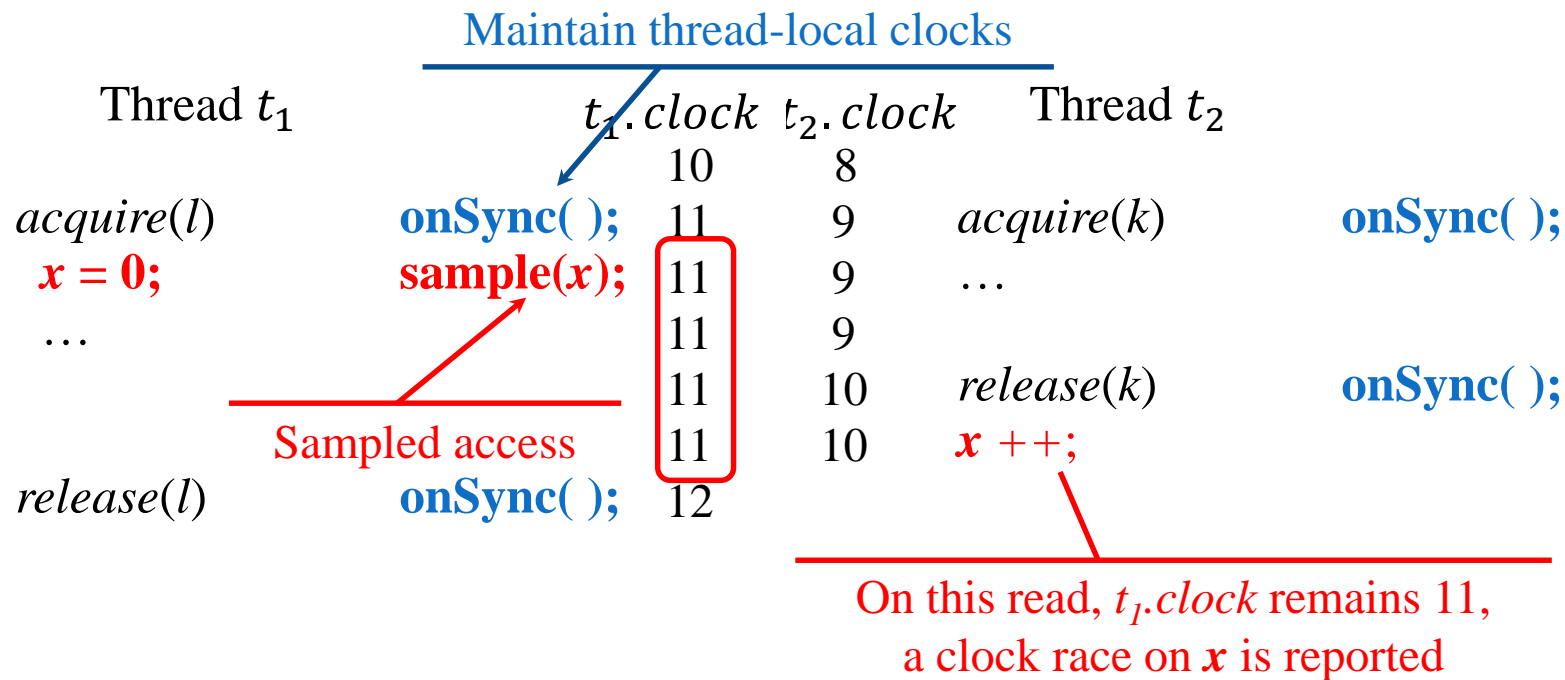 Maintain thread-local clocks
Thread t₁ t₁.clock t₂.clock Thread t₂
10 8
acquire(l) onSync( ); 11 9 acquire(k) onSync( );
x = 0; sample(x); 11 9 …
… 11 9
11 10 release(k) onSync( );
Sampled access 11 10 x ++;
release(l) onSync( ); 12
On this read, t₁.clock remains 11,
a clock race on x is reported